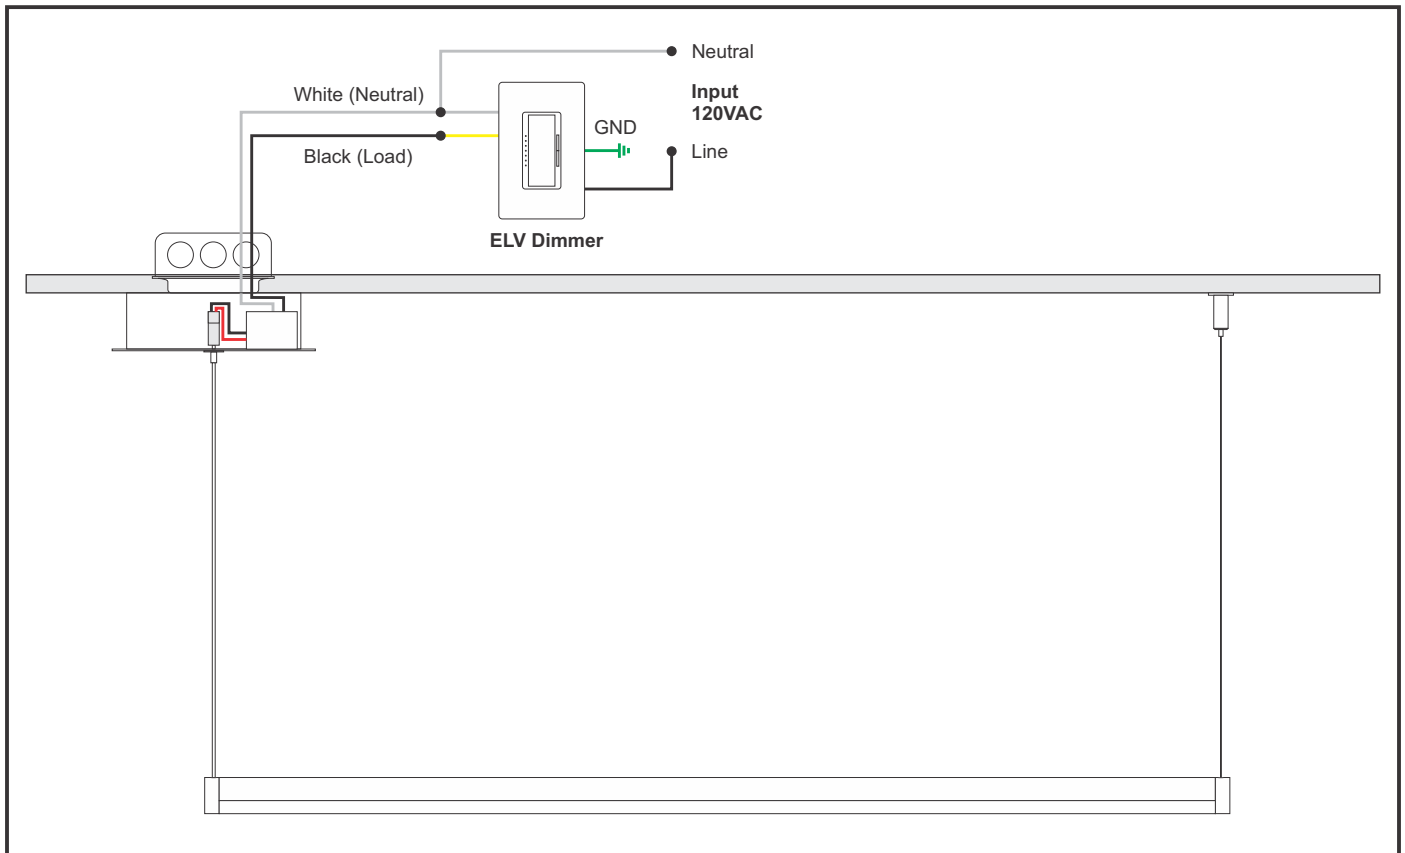 Neutral
White (Neutral)
Input
120VAC
GND
Black (Load)
Line
ELV Dimmer